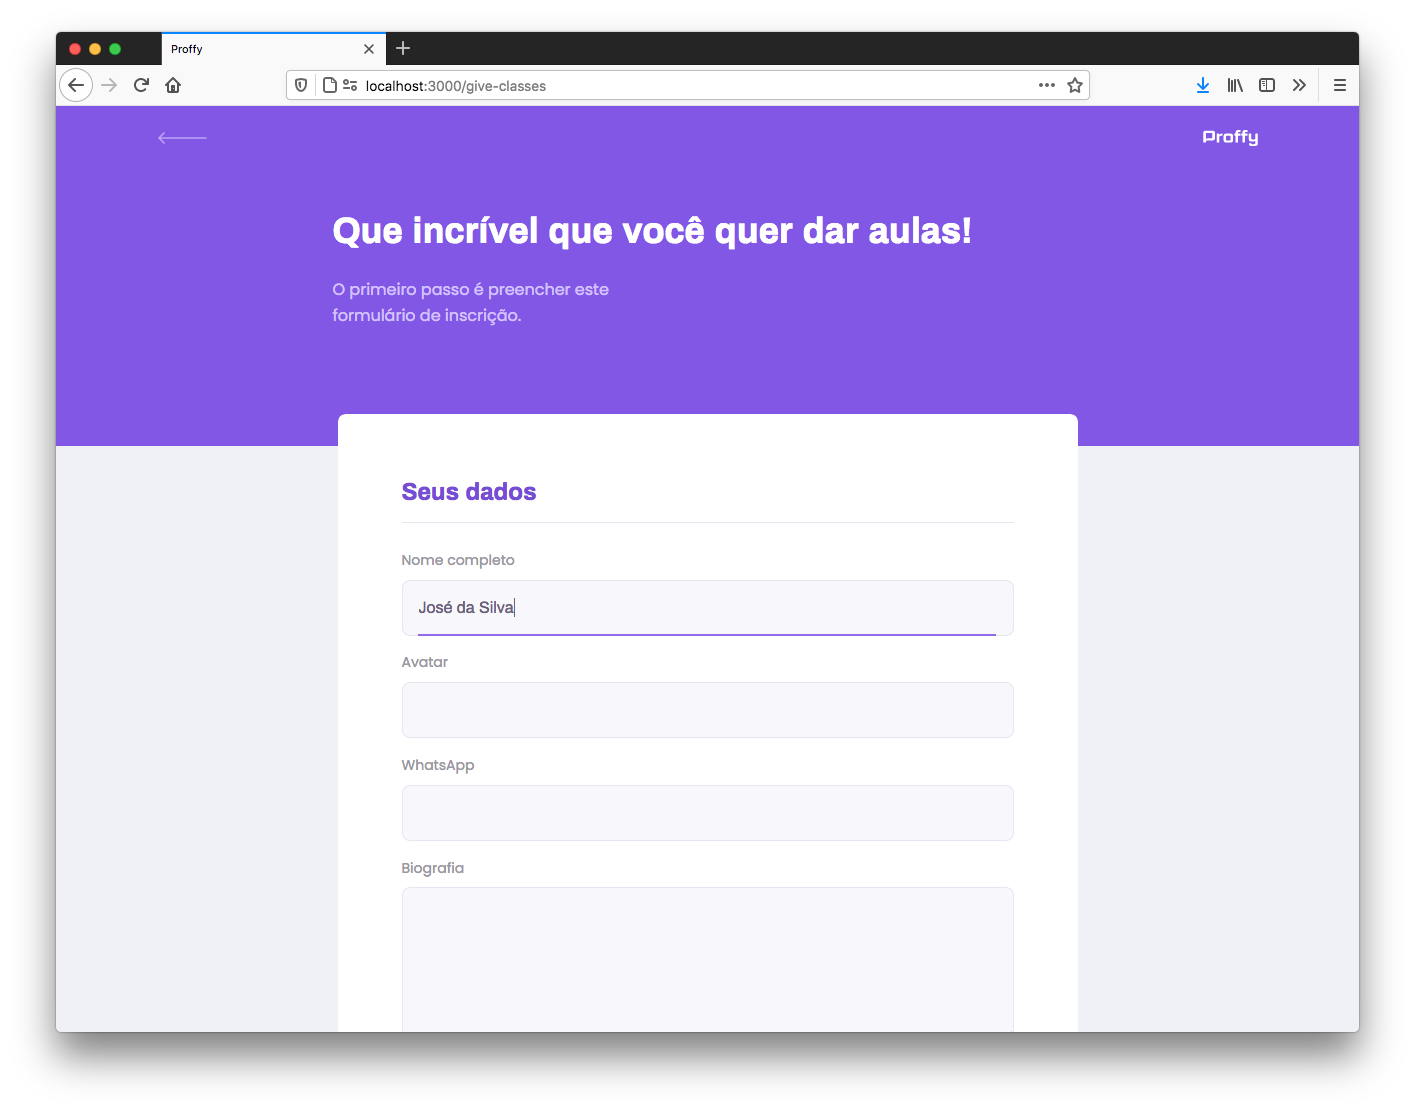 Proffy
localhost:3000/give-classes
Proffy
Que incrível que você quer dar aulas!
O primeiro passo é preencher este
formulário de inscrição.
Seus dados
Nome completo
José da Silva
Avatar
WhatsApp
Biografia